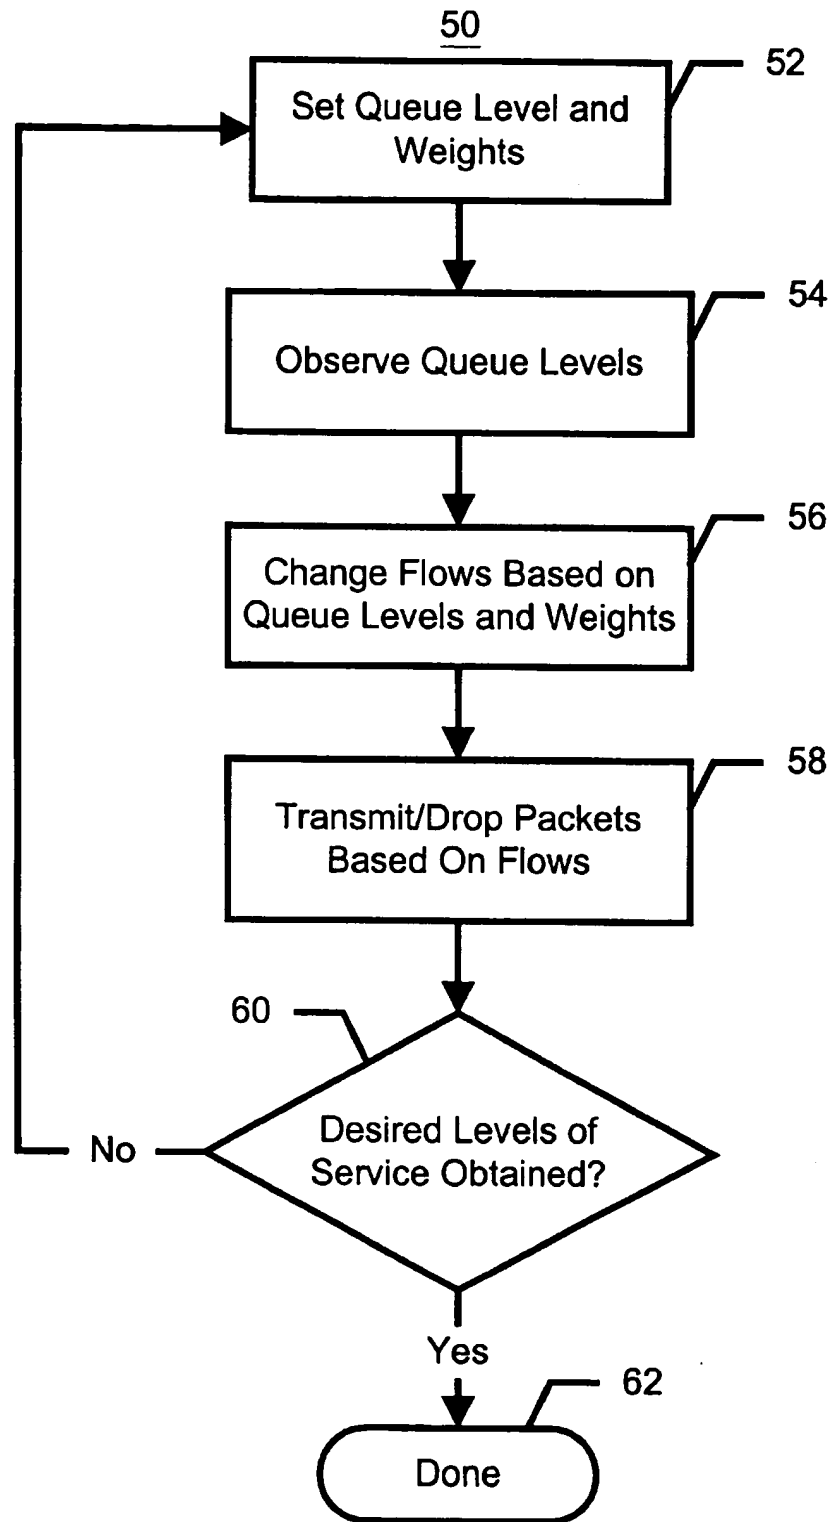 50
52
Set Queue Level and
Weights
54
Observe Queue Levels
56
Change Flows Based on
Queue Levels and Weights
58
Transmit/Drop Packets
Based On Flows
60
Desired Levels of
Service Obtained?
No
Yes
62
Done